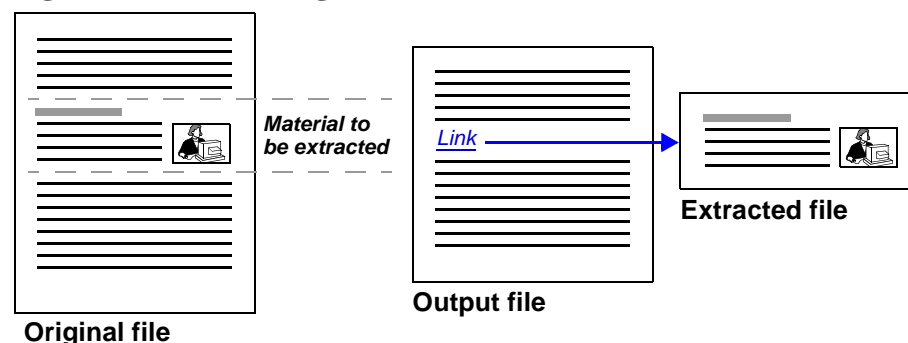 Material to
be extracted
Link
Extracted file
Output file
Original file